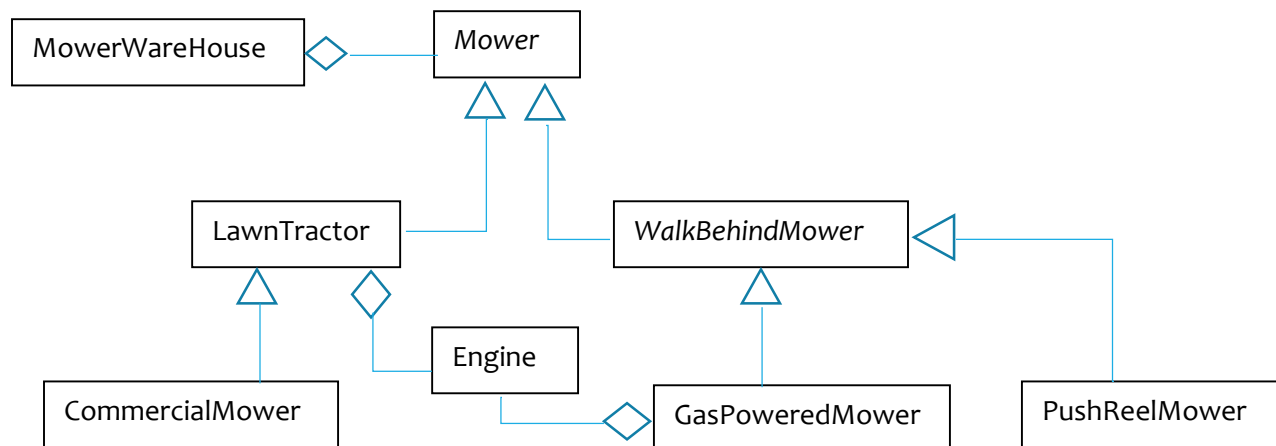 MowerWareHouse
Mower
LawnTractor
WalkBehindMower
Engine
CommercialMower
GasPoweredMower
PushReelMower